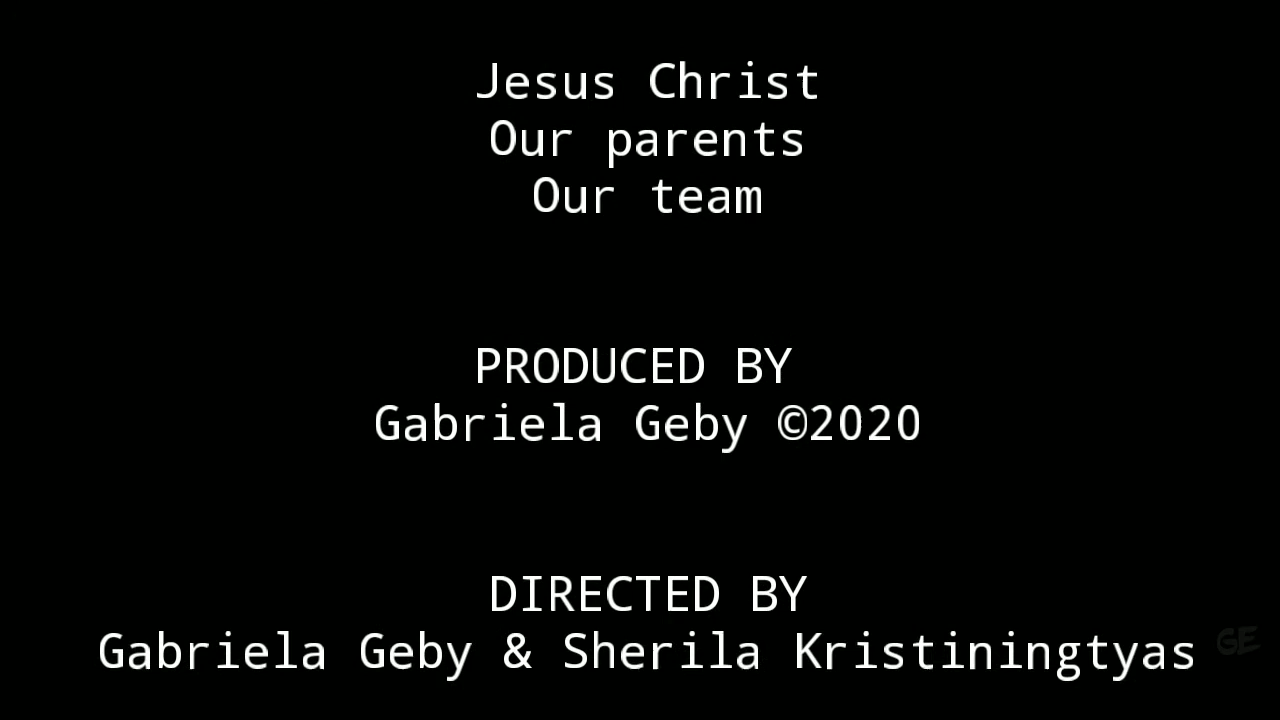 Jesus Christ
Our parents
Our team
PRODUCED BY
Gabriela Geby ©2020
DIRECTED BY
Gabriela Geby & Sherila Kristiningtyas
GE